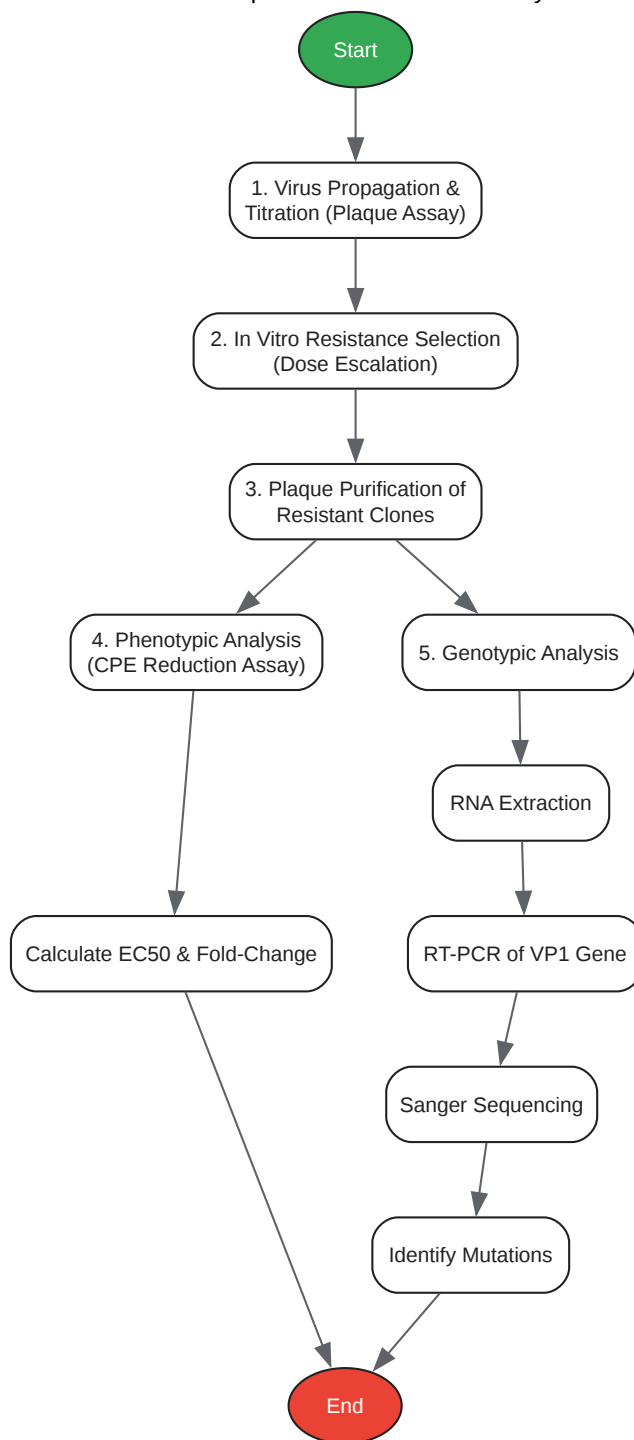 Start
1. Virus Propagation &
Titration (Plaque Assay)
2. In Vitro Resistance Selection
(Dose Escalation)
3. Plaque Purification of
Resistant Clones
4. Phenotypic Analysis
(CPE Reduction Assay)
5. Genotypic Analysis
RNA Extraction
Calculate EC50 & Fold-Change
RT-PCR of VP1 Gene
Sanger Sequencing
Identify Mutations
End